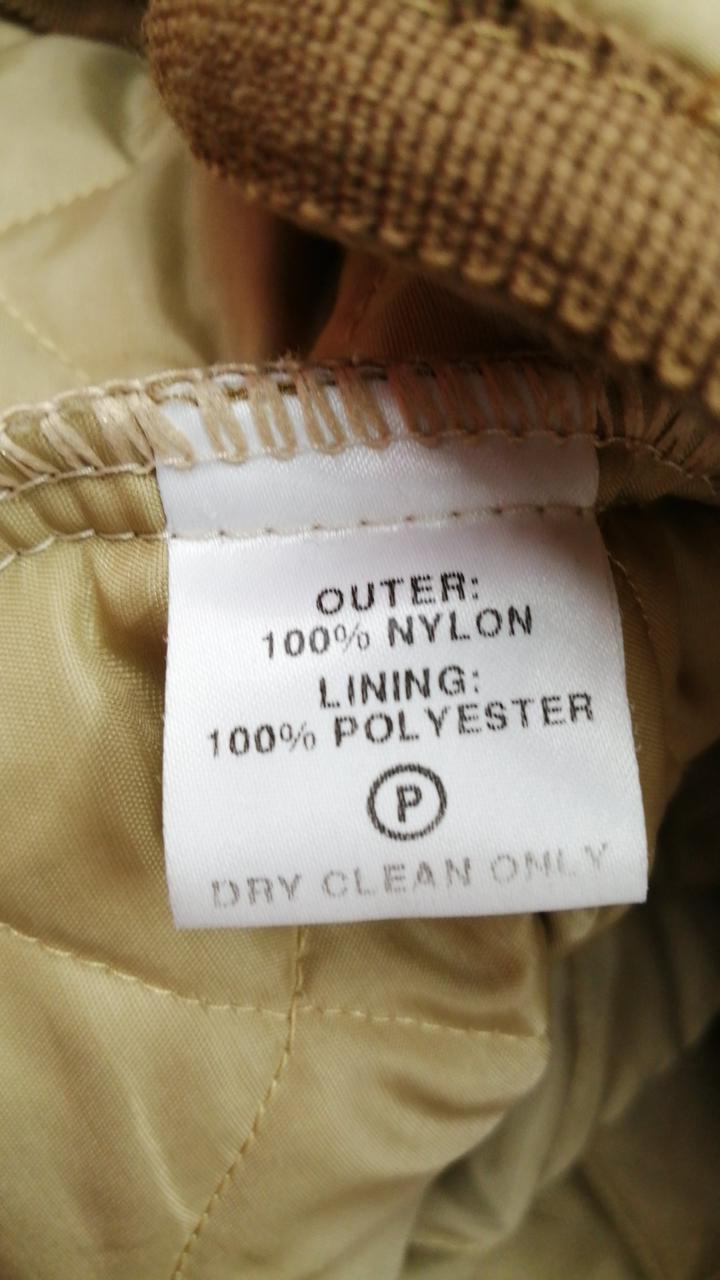 OUTER:
100% NYLON
LINING:
100% POLYESTER
P
DRY CLEAN ONLY